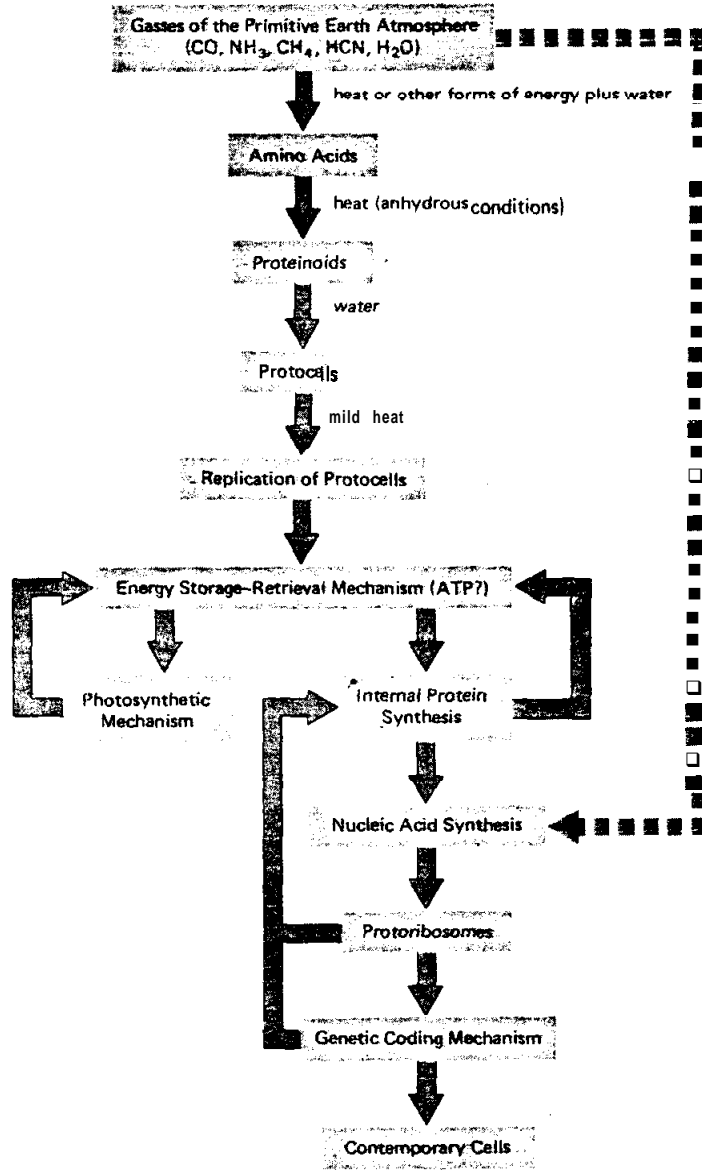 Gasses of the Primitive Earth Atmosphere
(CO, NH₃, CH₄, HCN, H₂O)
heat or other forms of energy plus water
Amino Acids
heat (anhydrous conditions)
Proteinoids
water
Protocells
mild heat
Replication of Protocells
Energy Storage–Retrieval Mechanism (ATP?)
Photosynthetic
Mechanism
Internal Protein
Synthesis
Nucleic Acid Synthesis
Protoribosomes
Genetic Coding Mechanism
Contemporary Cells